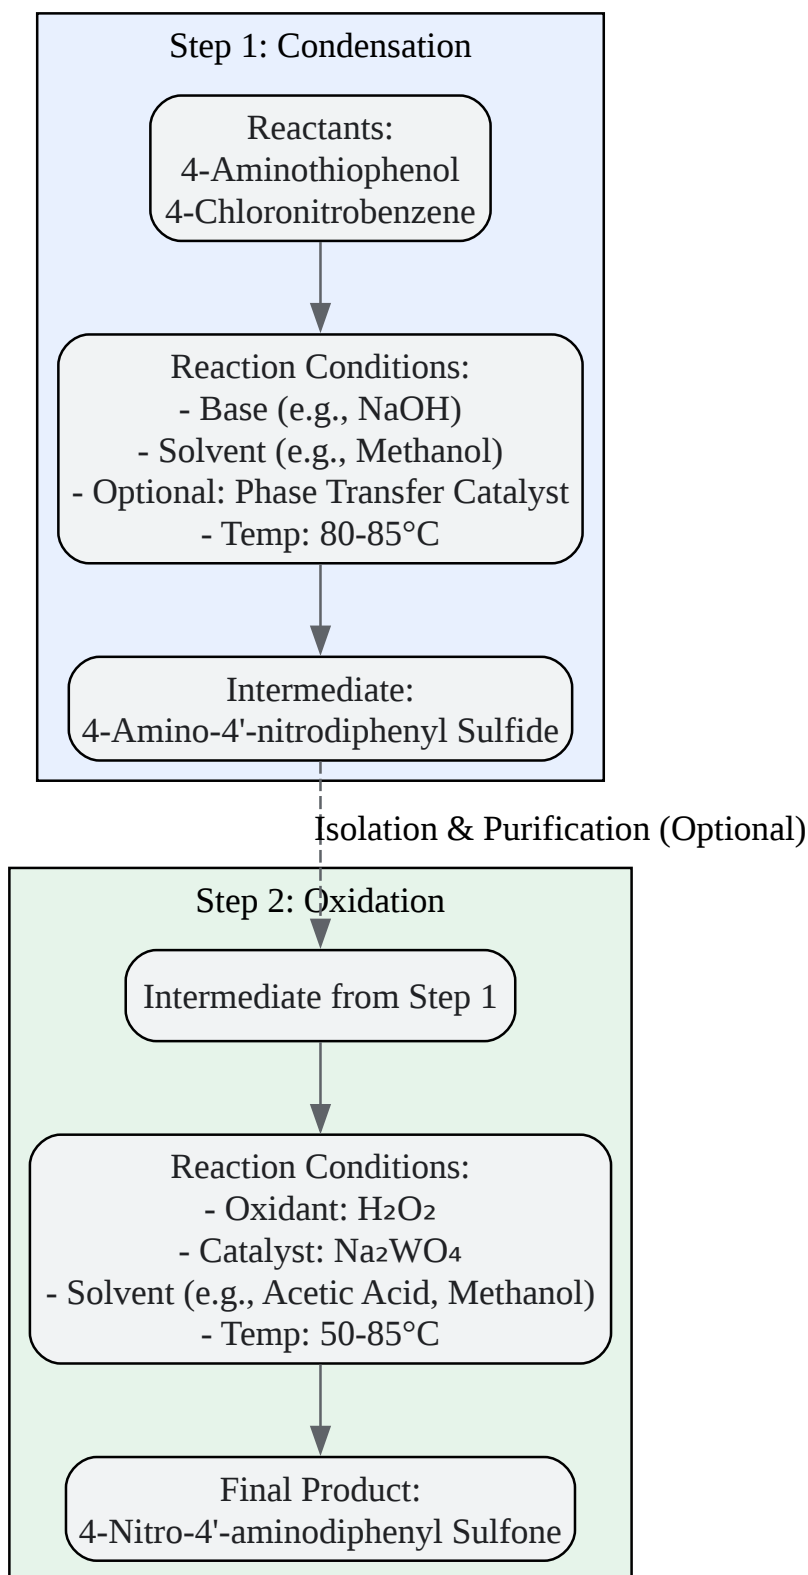 Step 1: Condensation
Reactants:
4-Aminothiophenol
4-Chloronitrobenzene
Reaction Conditions:
- Base (e.g., NaOH)
- Solvent (e.g., Methanol)
- Optional: Phase Transfer Catalyst
- Temp: 80-85°C
Intermediate:
4-Amino-4'-nitrodiphenyl Sulfide
Isolation & Purification (Optional)
Step 2: Oxidation
Intermediate from Step 1
Reaction Conditions:
- Oxidant: H₂O₂
- Catalyst: Na₂WO₄
- Solvent (e.g., Acetic Acid, Methanol)
- Temp: 50-85°C
Final Product:
4-Nitro-4'-aminodiphenyl Sulfone